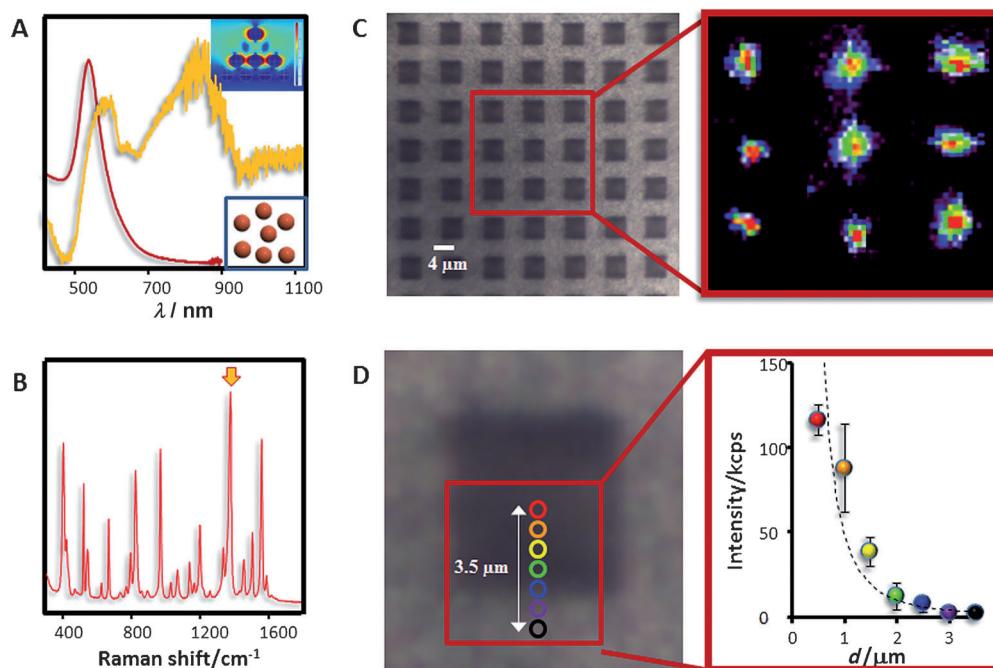 A
500 700 900 1100
λ / nm
B
400 800 1200 1600
Raman shift/cm-1
C
4 µm
D
3.5 µm
150
100
50
0
Intensity/kcps
0 1 2 3
d/µm